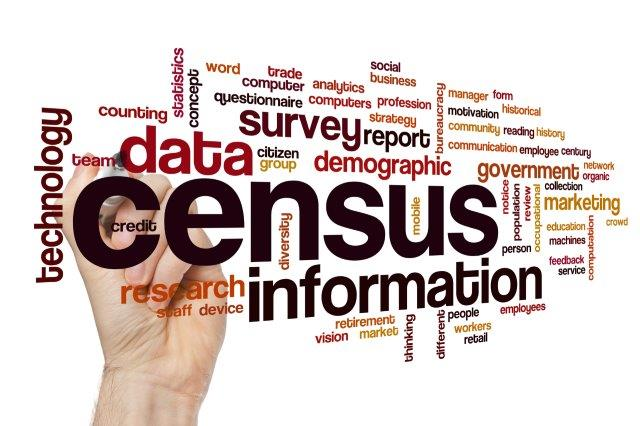 social
business
word
trade
statistics
concept
computer
analytics
manager
form
questionnaire
computers
profession
bureaucracy
motivation
historical
counting
strategy
technology
survey
report
community
reading
history
team
data
citizen
group
demographic
communication
employee
century
government
network
organic
census
credit
diversity
mobile
notice
population
review
occupational
collection
marketing
education
crowd
person
machines
computation
feedback
service
research
information
staff
device
retirement
vision
market
thinking
different
people
workers
retail
employees